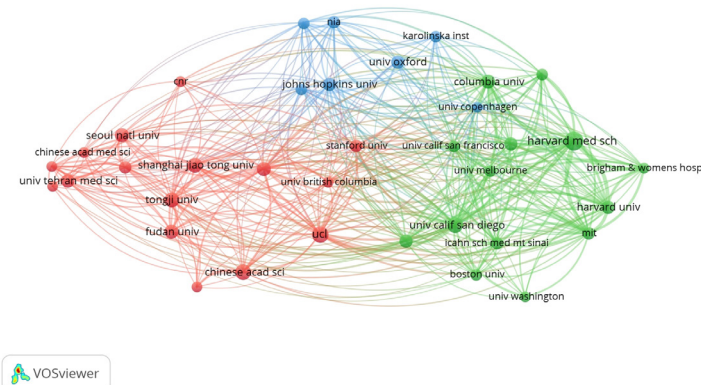 nia
karolinska inst
univ oxford
columbia univ
cnr
johns hopkins univ
univ copenhagen
seoul natl univ
stanford univ
univ calif san francisco
harvard med sch
chinese acad med sci
shanghai jiao tong univ
univ melbourne
brigham & womens hosp
univ tehran med sci
univ british columbia
tongji univ
harvard univ
univ calif san diego
fudan univ
ucl
mit
icahn sch med mt sinai
chinese acad sci
boston univ
univ washington
VOSviewer